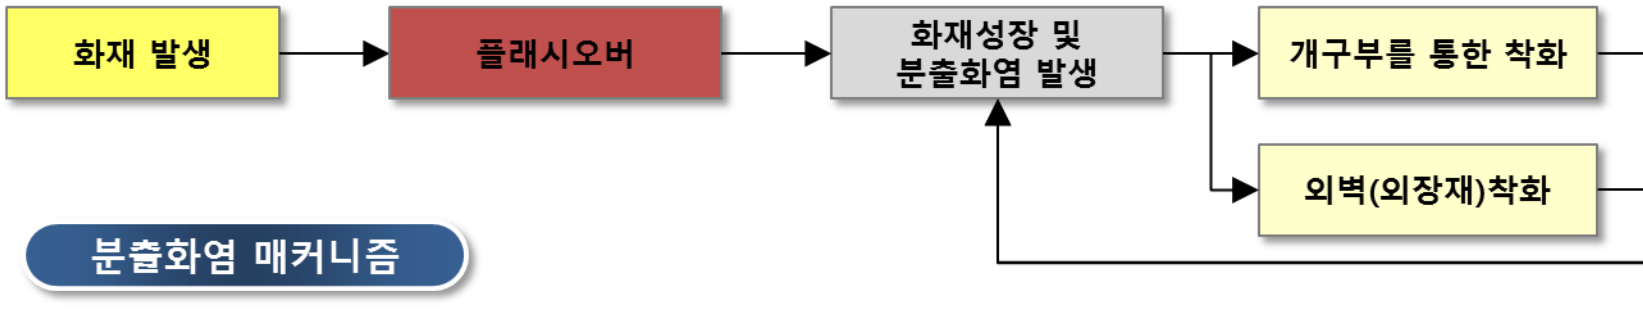 화재 발생
플래시오버
화재성장 및
분출화염 발생
개구부를 통한 착화
외벽(외장재)착화
분출화염 매커니즘